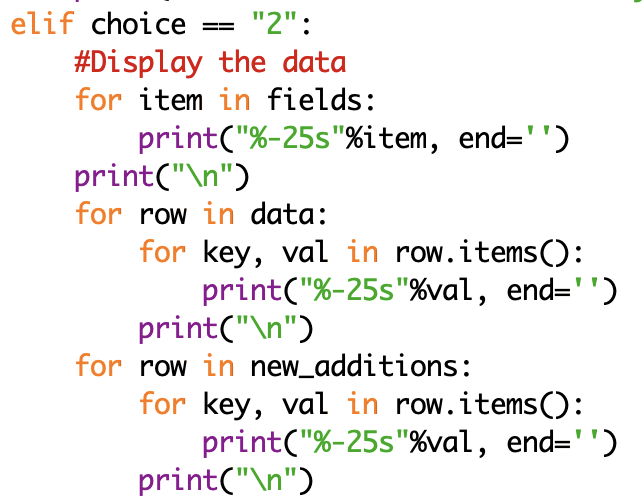 elif choice == "2":
    #Display the data
    for item in fields:
        print("%-25s"%item, end='')
    print("\n")
    for row in data:
        for key, val in row.items():
            print("%-25s"%val, end='')
        print("\n")
    for row in new_additions:
        for key, val in row.items():
            print("%-25s"%val, end='')
        print("\n")